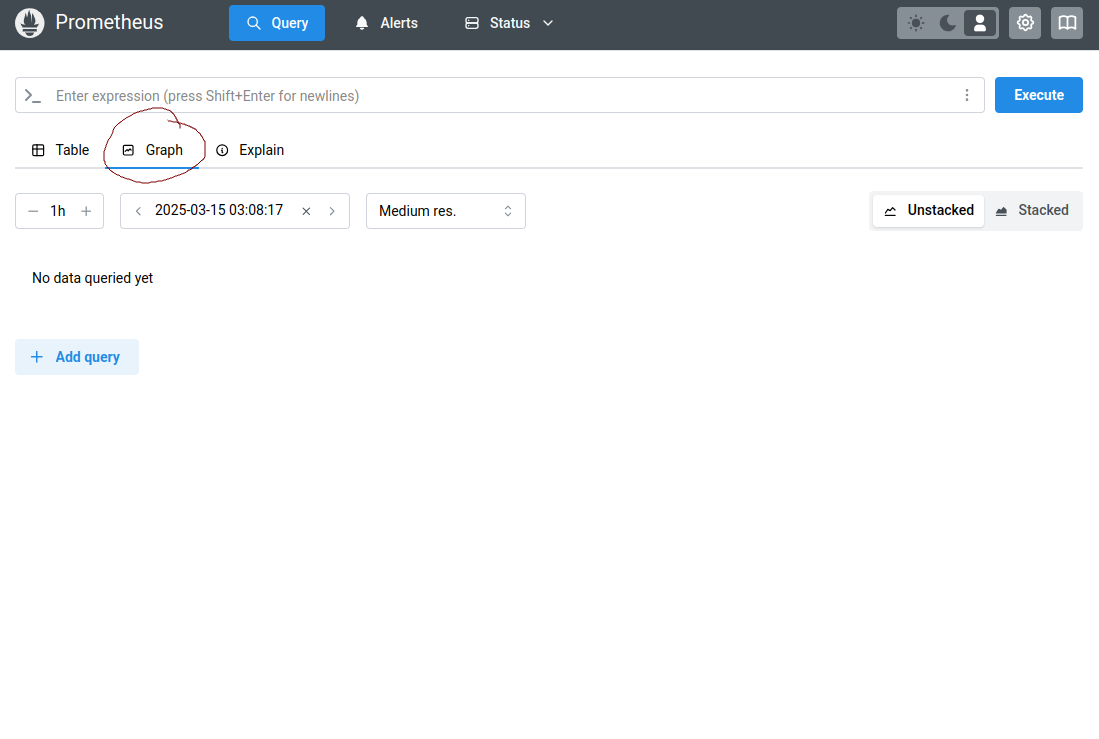 Prometheus Query Alerts Status
Enter expression (press Shift+Enter for newlines) Execute
Table Graph Explain
1h 2025-03-15 03:08:17 Medium res. Unstacked Stacked
No data queried yet
Add query